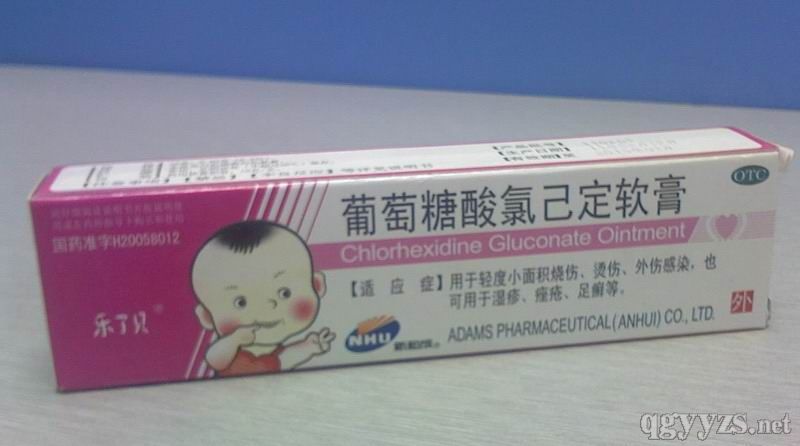 OTC
葡萄糖酸氯己定软膏
Chlorhexidine Gluconate Ointment
国药准字H20058012
【适 应 症】用于轻度小面积烧伤、烫伤、外伤感染，也
可用于湿疹、痤疮、足癣等。
乐丁贝
NHU
ADAMS PHARMACEUTICAL(ANHUI) CO., LTD.
外
qgyyzs.net